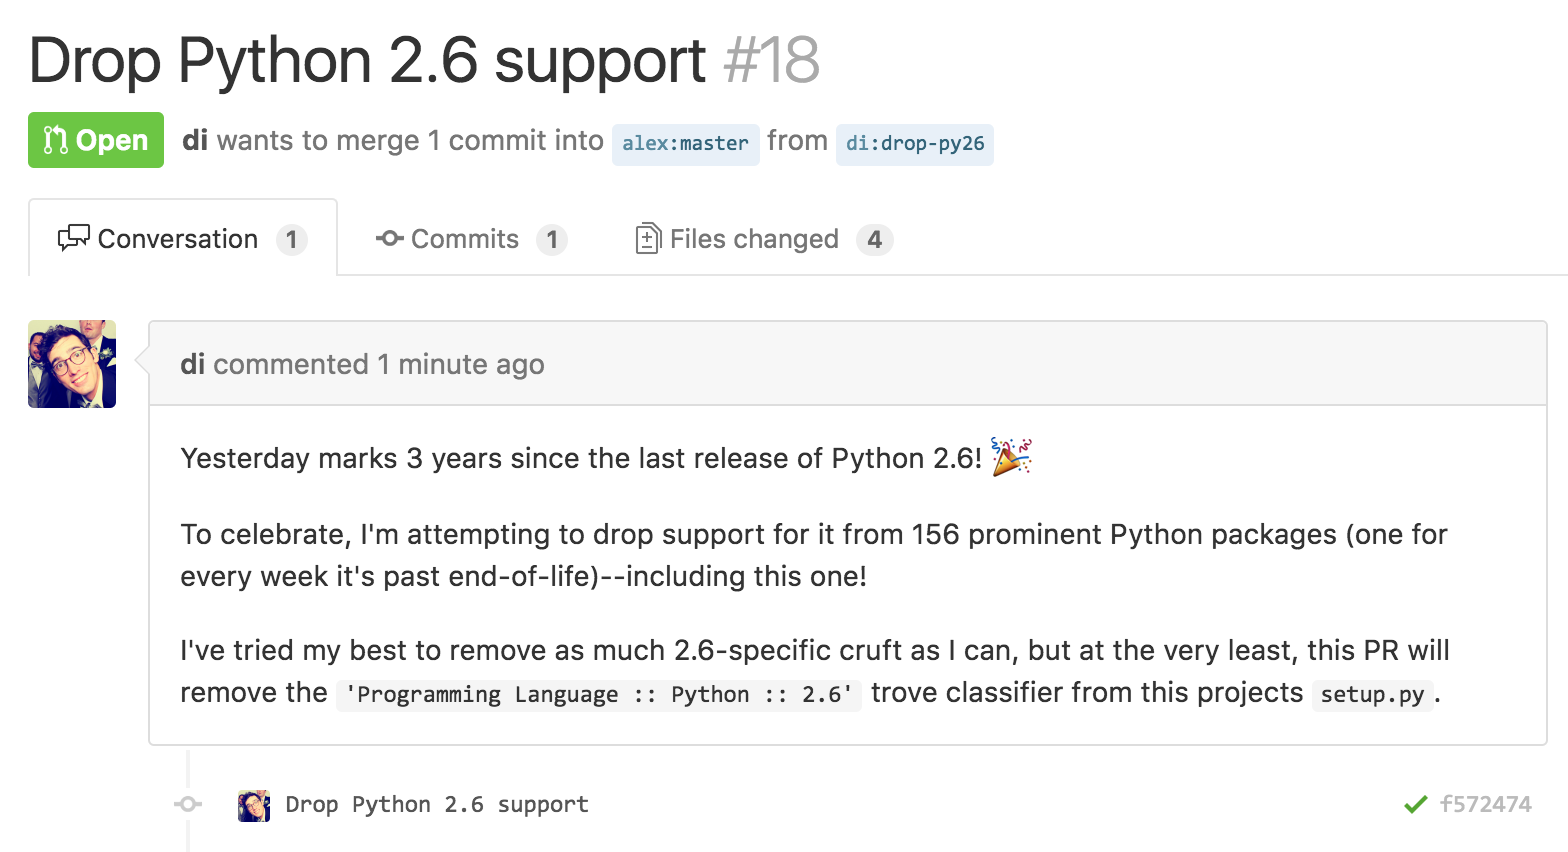 Drop Python 2.6 support #18
Open di wants to merge 1 commit into alex:master from di:drop-py26
Conversation 1 Commits 1 Files changed 4
di commented 1 minute ago
Yesterday marks 3 years since the last release of Python 2.6! 🎉
To celebrate, I'm attempting to drop support for it from 156 prominent Python packages (one for
every week it's past end-of-life)--including this one!
I've tried my best to remove as much 2.6-specific cruft as I can, but at the very least, this PR will
remove the 'Programming Language :: Python :: 2.6' trove classifier from this projects setup.py.
Drop Python 2.6 support f572474